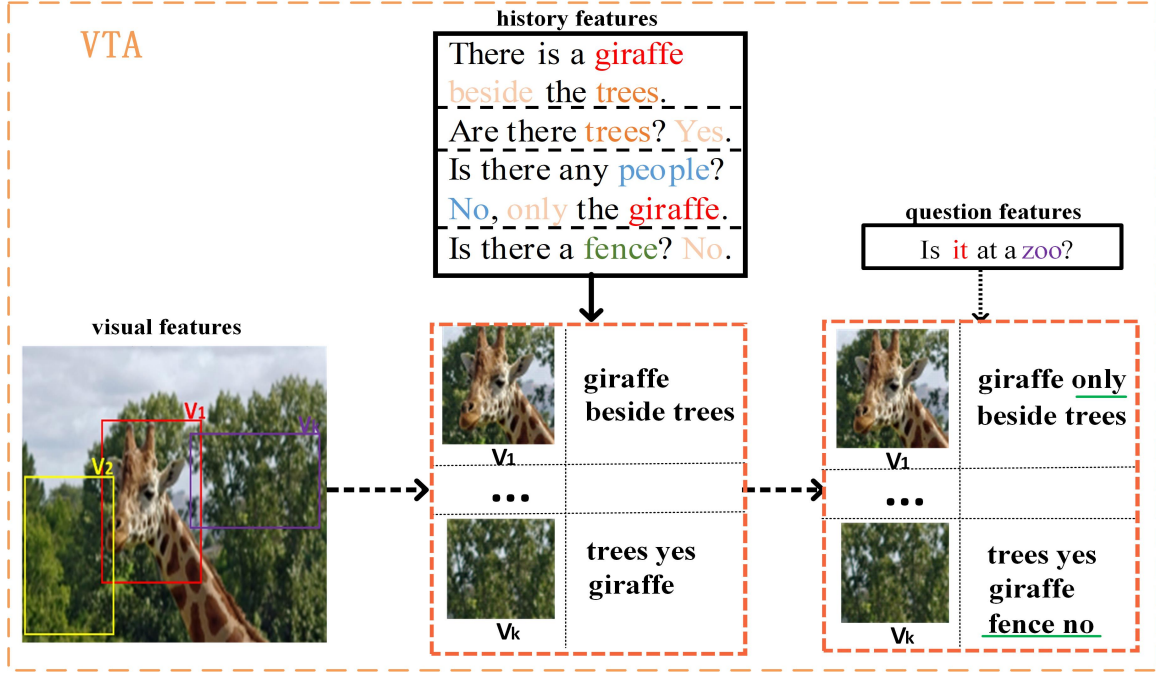 VTA
history features
There is a giraffe
beside the trees.
Are there trees? Yes.
Is there any people?
No, only the giraffe.
Is there a fence? No.
question features
Is it at a zoo?
visual features
V1
Vk
V2
giraffe
beside trees
V1
...
trees yes
giraffe
Vk
giraffe only
beside trees
V1
...
trees yes
giraffe
fence no
Vk